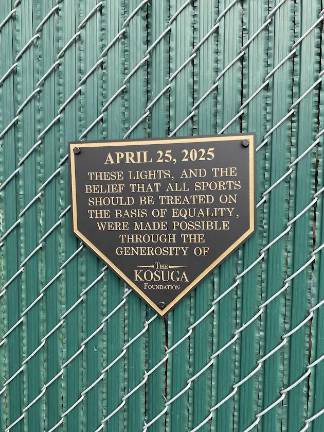 APRIL 25, 2025
THESE LIGHTS, AND THE
BELIEF THAT ALL SPORTS
SHOULD BE TREATED ON
THE BASIS OF EQUALITY,
WERE MADE POSSIBLE
THROUGH THE
GENEROSITY OF
THE
KOSUGA
FOUNDATION